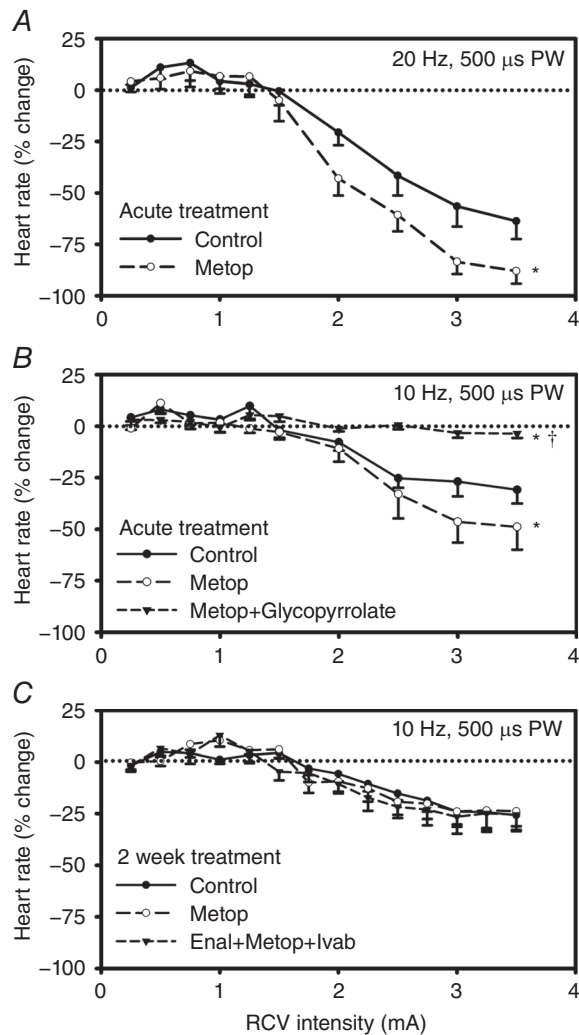 A
25
0
−25
−50
−75
−100
Heart rate (% change)
20 Hz, 500 μs PW
Acute treatment
Control
Metop
*
0 1 2 3 4
B
25
0
−25
−50
−75
−100
Heart rate (% change)
10 Hz, 500 μs PW
* †
*
Acute treatment
Control
Metop
Metop+Glycopyrrolate
0 1 2 3 4
C
25
0
−25
−50
−75
−100
Heart rate (% change)
10 Hz, 500 μs PW
2 week treatment
Control
Metop
Enal+Metop+Ivab
0 1 2 3 4
RCV intensity (mA)